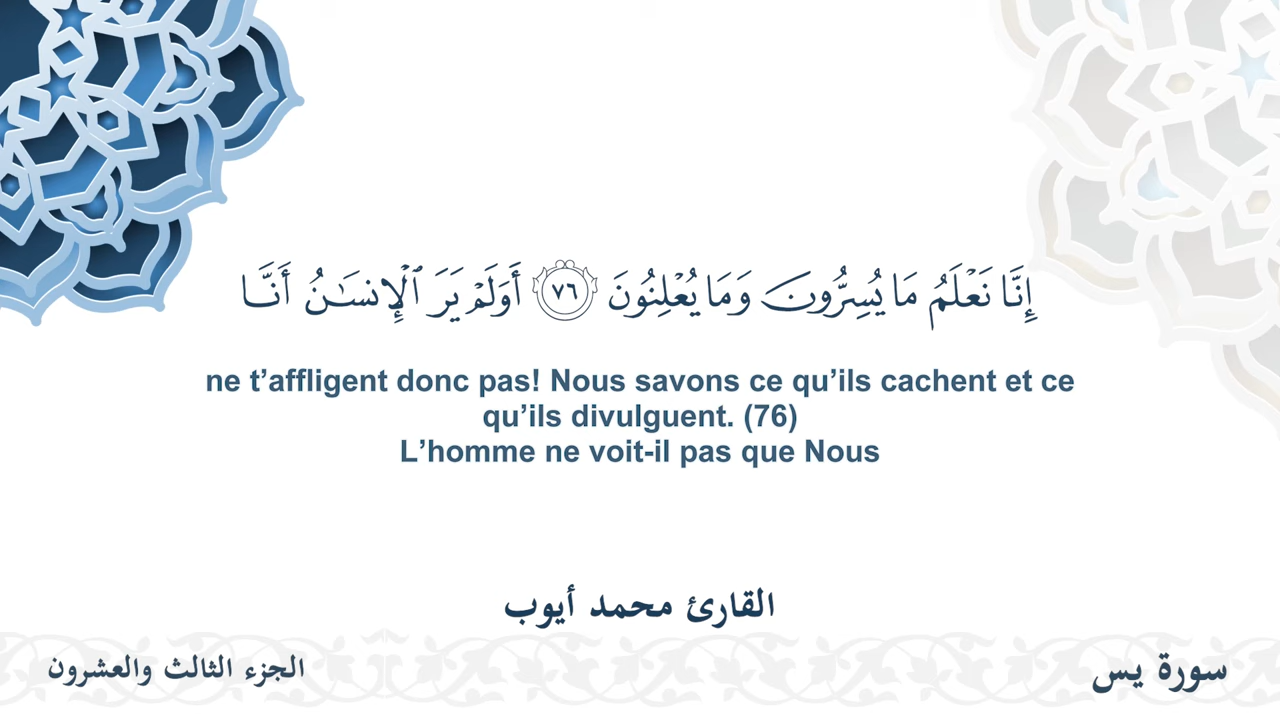 إِنَّا نَعْلَمُ مَا يُسِرُّونَ وَمَا يُعْلِنُونَ ٧٦ أَوَلَمْ يَرَ ٱلْإِنسَـٰنُ أَنَّا
ne t’affligent donc pas! Nous savons ce qu’ils cachent et ce
qu’ils divulguent. (76)
L’homme ne voit-il pas que Nous
القارئ محمد أيوب
سورة يس
الجزء الثالث والعشرون